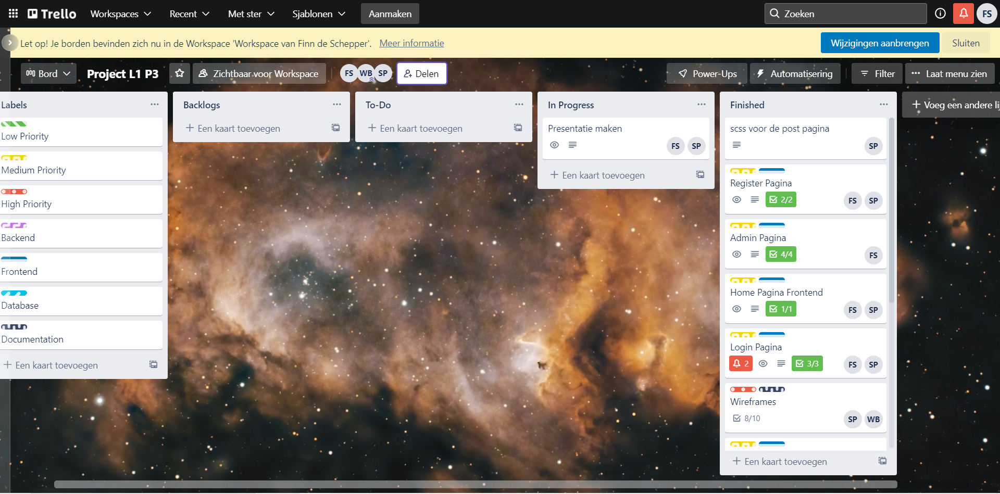 Trello
Workspaces
Recent
Met ster
Sjablonen
Aanmaken
Zoeken
FS
Let op! Je borden bevinden zich nu in de Workspace 'Workspace van Finn de Schepper'. Meer informatie
Wijzigingen aanbrengen
Sluiten
Bord
Project L1 P3
Zichtbaar voor Workspace
FS
WB
SP
Delen
Power-Ups
Automatisering
Filter
Laat menu zien
Labels
Low Priority
Medium Priority
High Priority
Backend
Frontend
Database
Documentation
Een kaart toevoegen
Backlogs
Een kaart toevoegen
To-Do
Een kaart toevoegen
In Progress
Presentatie maken
FS SP
Een kaart toevoegen
Finished
scss voor de post pagina
SP
Register Pagina
2/2
FS SP
Admin Pagina
4/4
FS
Home Pagina Frontend
1/1
FS SP
Login Pagina
2
3/3
FS SP
Wireframes
8/10
SP WB
Een kaart toevoegen
Voeg een andere lij